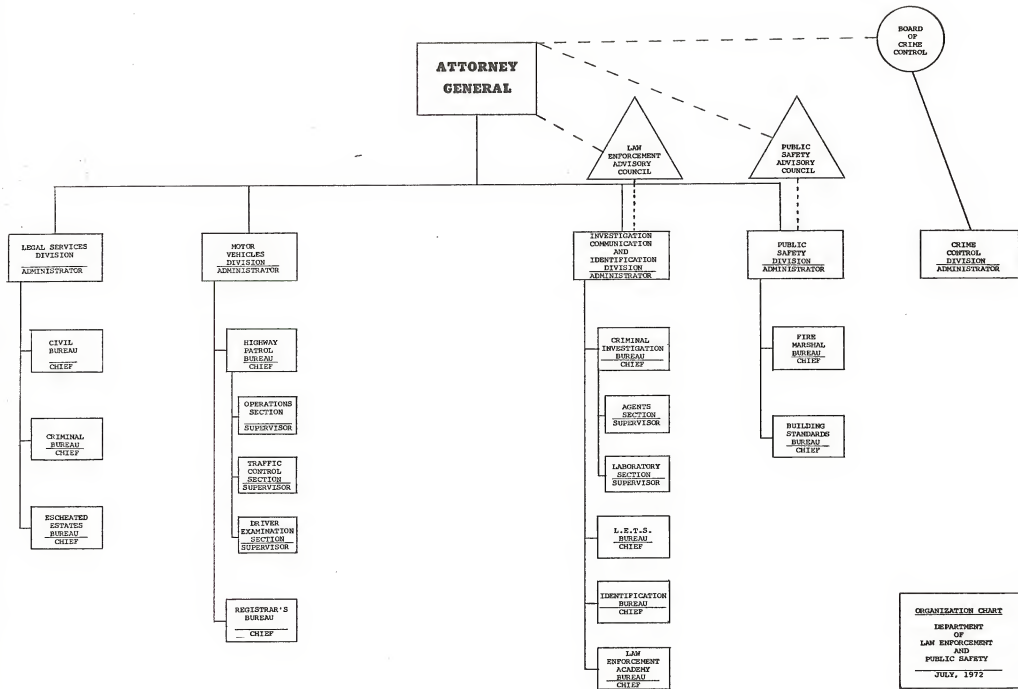 BOARD
OF
CRIME
CONTROL
ATTORNEY
GENERAL
LAW
ENFORCEMENT
ADVISORY
COUNCIL
PUBLIC
SAFETY
ADVISORY
COUNCIL
LEGAL SERVICES
DIVISION
ADMINISTRATOR
MOTOR
VEHICLES
DIVISION
ADMINISTRATOR
INVESTIGATION
COMMUNICATION
AND
IDENTIFICATION
DIVISION
ADMINISTRATOR
PUBLIC
SAFETY
DIVISION
ADMINISTRATOR
CRIME
CONTROL
DIVISION
ADMINISTRATOR
CIVIL
BUREAU
CHIEF
CRIMINAL
BUREAU
CHIEF
ESCHEATED
ESTATES
BUREAU
CHIEF
HIGHWAY
PATROL
BUREAU
CHIEF
OPERATIONS
SECTION
SUPERVISOR
TRAFFIC
CONTROL
SECTION
SUPERVISOR
DRIVER
EXAMINATION
SECTION
SUPERVISOR
REGISTRAR'S
BUREAU
CHIEF
CRIMINAL
INVESTIGATION
BUREAU
CHIEF
AGENTS
SECTION
SUPERVISOR
LABORATORY
SECTION
SUPERVISOR
L.E.T.S.
BUREAU
CHIEF
IDENTIFICATION
BUREAU
CHIEF
LAW
ENFORCEMENT
ACADEMY
BUREAU
CHIEF
FIRE
MARSHAL
BUREAU
CHIEF
BUILDING
STANDARDS
BUREAU
CHIEF
ORGANIZATION CHART
DEPARTMENT
OF
LAW ENFORCEMENT
AND
PUBLIC SAFETY
JULY, 1972